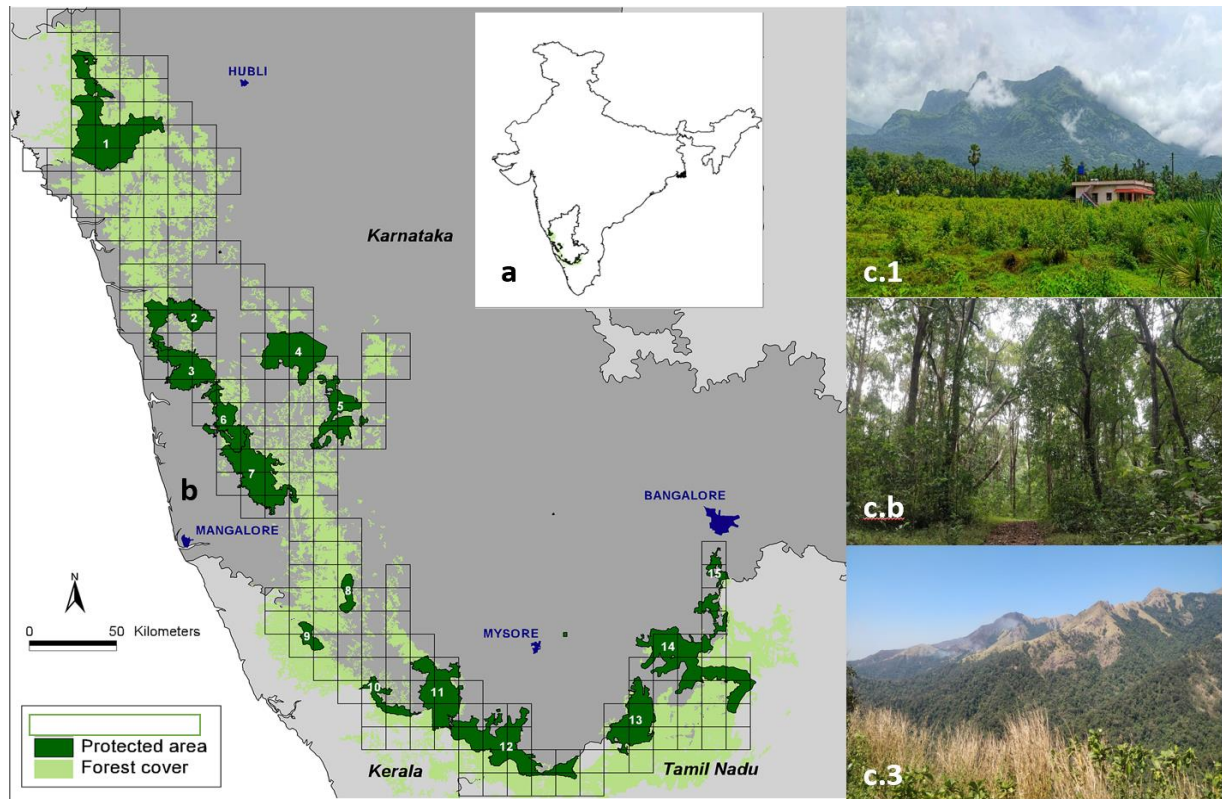 HUBLI
1
a
Karnataka
2
4
3
5
6
7
b
BANGALORE
MANGALORE
N
15
8
0 50 Kilometers
9
MYSORE
14
10
11
13
12
Protected area
Forest cover
Kerala
Tamil Nadu
c.1
c.b
c.3